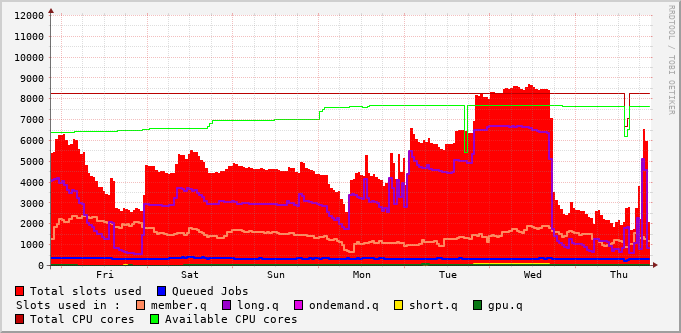 12000
11000
10000
9000
8000
7000
6000
5000
4000
3000
2000
1000
0
Fri Sat Sun Mon Tue Wed Thu
RRDTOOL / TOBI OETIKER
Total slots used Queued Jobs
Slots used in : member.q long.q ondemand.q short.q gpu.q
Total CPU cores Available CPU cores